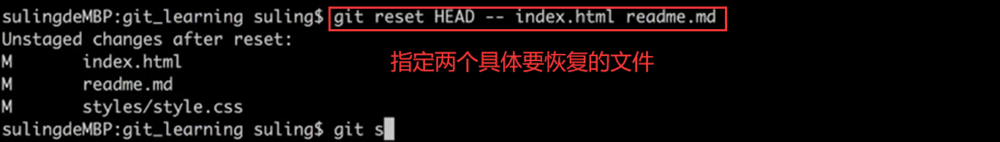 sulingdeMBP:git_learning suling$ git reset HEAD -- index.html readme.md
Unstaged changes after reset:
M index.html
指定两个具体要恢复的文件
M readme.md
M styles/style.css
sulingdeMBP:git_learning suling$ git s